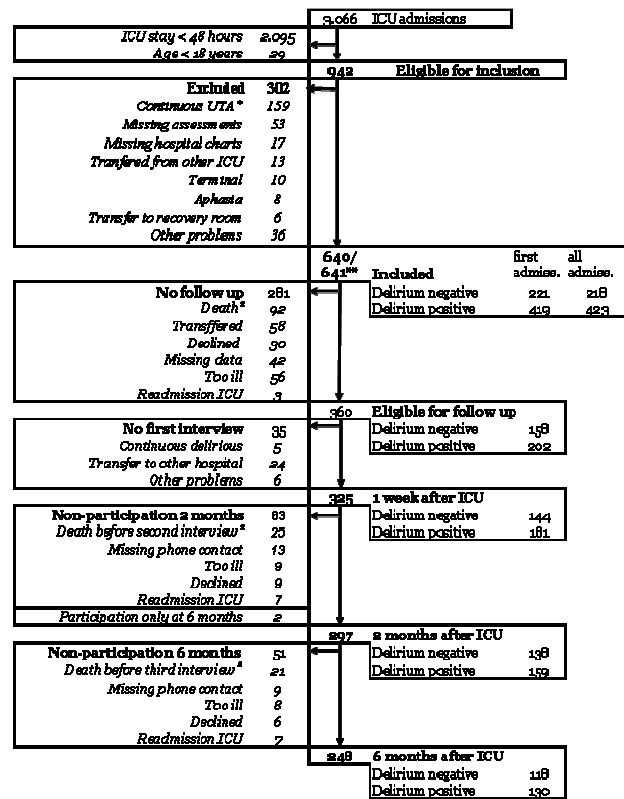 3.066 ICU admissions
ICU stay < 48 hours 2.095
Age < 18 years 29
942 Eligible for inclusion
Excluded 302
Continuous UTA * 159
Missing assessments 53
Missing hospital charts 17
Tranfered from other ICU 13
Terminal 10
Aphasia 8
Transfer to recovery room 6
Other problems 36
640/ first all
641** Included admiss. admiss.
Delirium negative 221 218
Delirium positive 419 423
No follow up 281
Death² 92
Transffered 58
Declined 30
Missing data 42
Too ill 56
Readmission ICU 3
360 Eligible for follow up
Delirium negative 158
Delirium positive 202
No first interview 35
Continuous delirious 5
Transfer to other hospital 24
Other problems 6
325 1 week after ICU
Delirium negative 144
Delirium positive 181
Non-participation 2 months 63
Death before second interview² 25
Missing phone contact 13
Too ill 9
Declined 9
Readmission ICU 7
Participation only at 6 months 2
297 2 months after ICU
Delirium negative 138
Delirium positive 159
Non-participation 6 months 51
Death before third interview² 21
Missing phone contact 9
Too ill 8
Declined 6
Readmission ICU 7
248 6 months after ICU
Delirium negative 118
Delirium positive 130